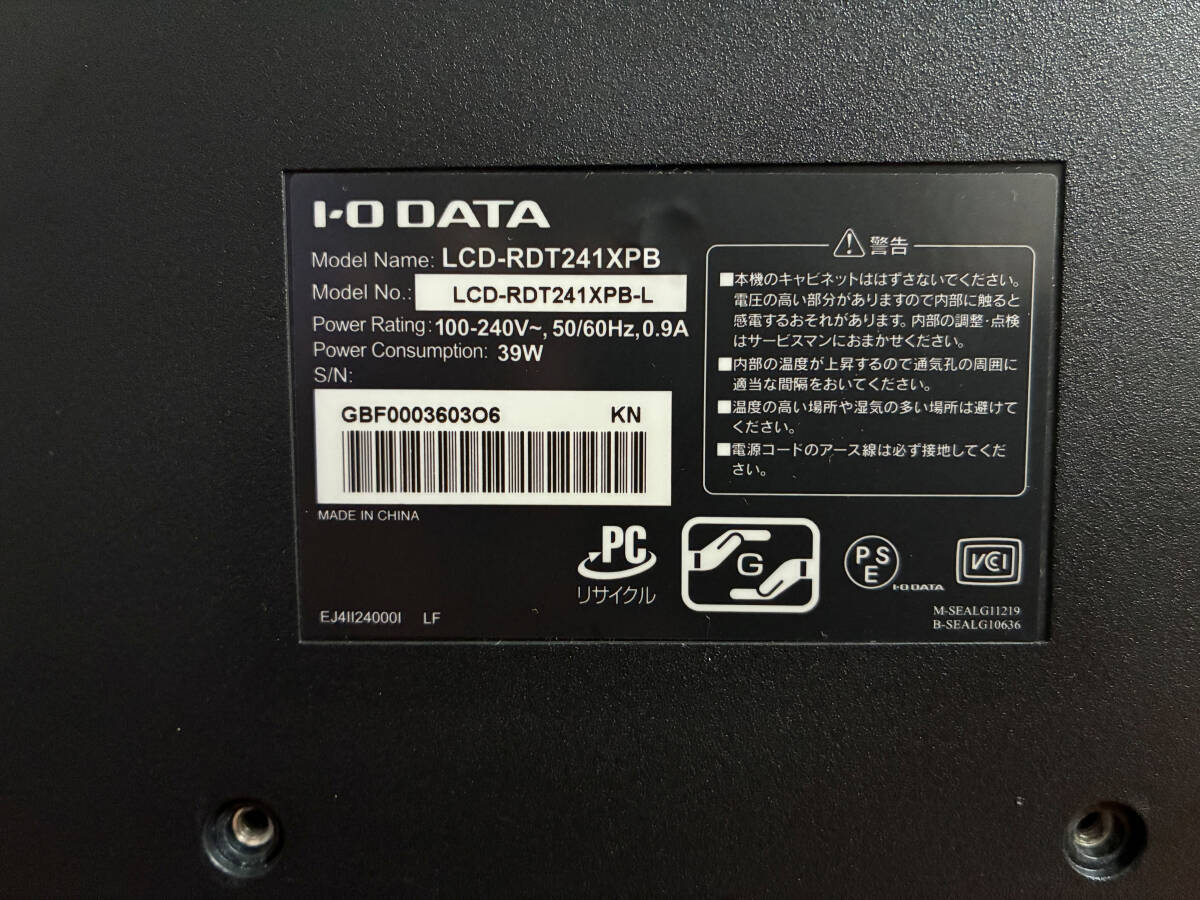 I-O DATA
Model Name: LCD-RDT241XPB
Model No.: LCD-RDT241XPB-L
Power Rating: 100-240V~, 50/60Hz, 0.9A
Power Consumption: 39W
S/N:
GBF0003603O6 KN
MADE IN CHINA
EJ4II24000I LF
⚠警告
■本機のキャビネットははずさないでください。
電圧の高い部分がありますので内部に触ると
感電するおそれがあります。内部の調整・点検
はサービスマンにおまかせください。
■内部の温度が上昇するので通気孔の周囲に
適当な間隔をおいてください。
■温度の高い場所や湿気の多い場所は避けて
ください。
■電源コードのアース線は必ず接地してくだ
さい。
PC
リサイクル
G
PS
E
I-O DATA
VCI
M-SEALG11219
B-SEALG10636